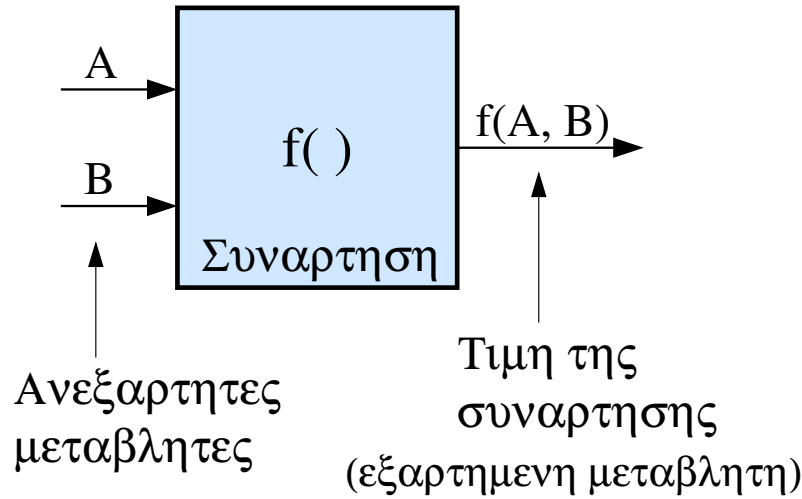 A
B
f( )
Συναρτηση
f(A, B)
Ανεξαρτητες
μεταβλητες
Τιμη της
συναρτησης
(εξαρτημενη μεταβλητη)